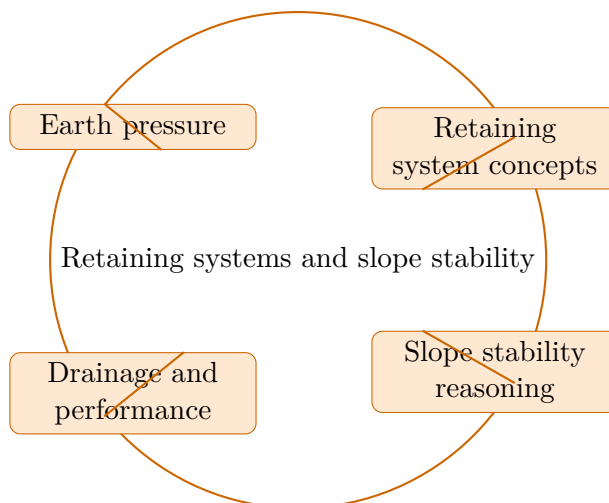 Earth pressure
Retaining
system concepts
Retaining systems and slope stability
Drainage and
performance
Slope stability
reasoning